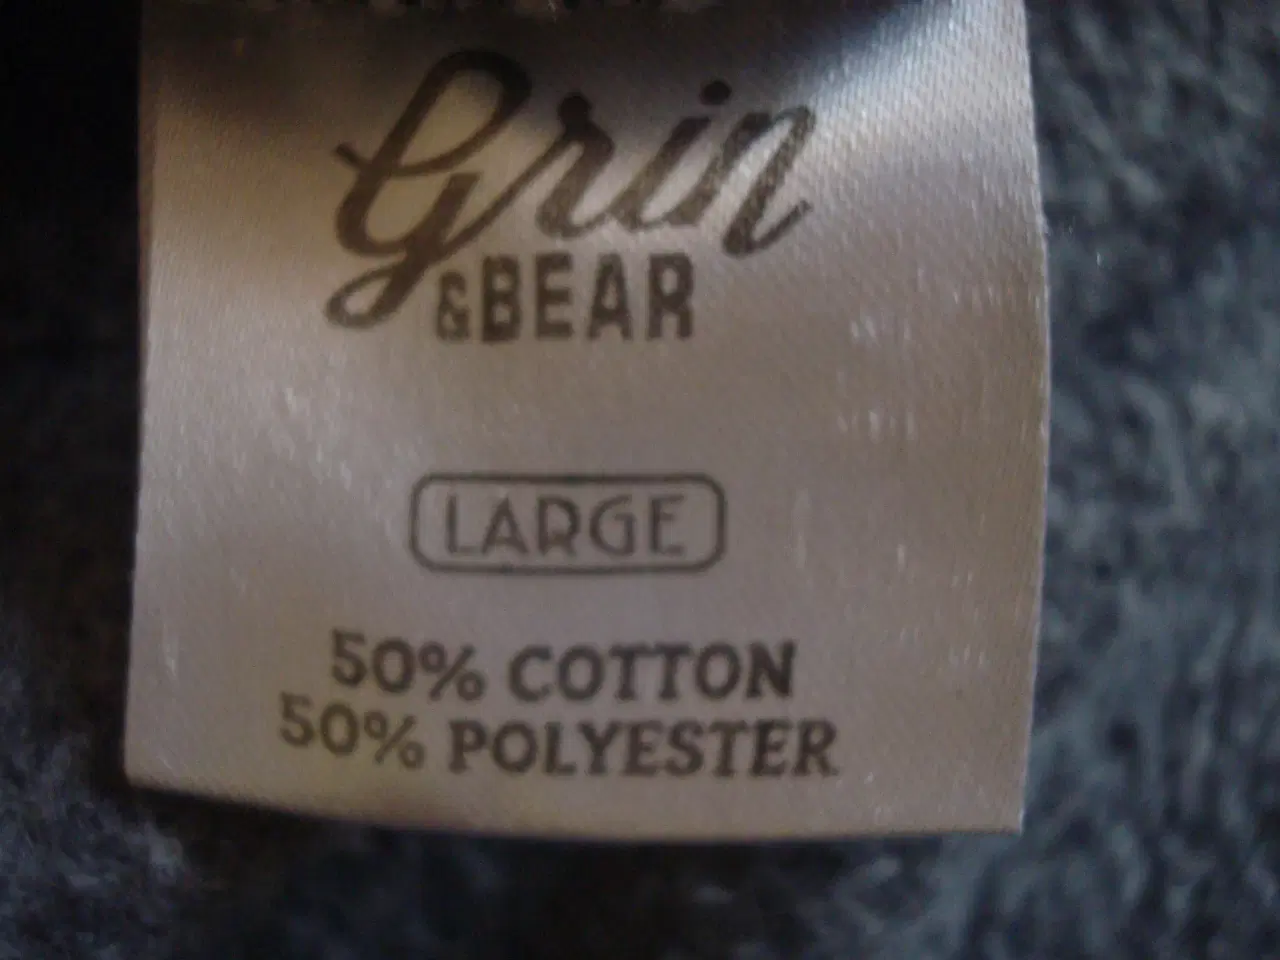 Grin
&BEAR
LARGE
50% COTTON
50% POLYESTER